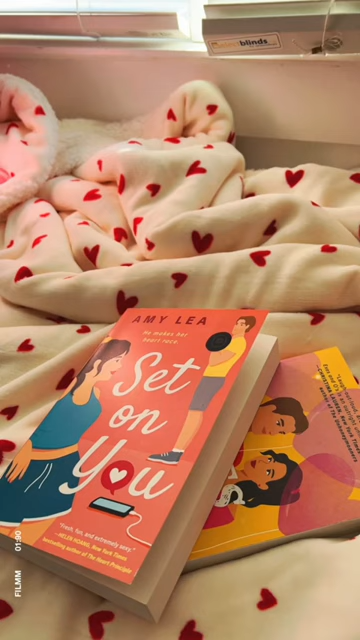 blinds
AMY LEA
he makes her
heart race.
Set
on
You
"Fresh, fun, and extremely sexy."
—HELEN HOANG, New York Times
bestselling author of The Heart Principle
FILMM 01:90